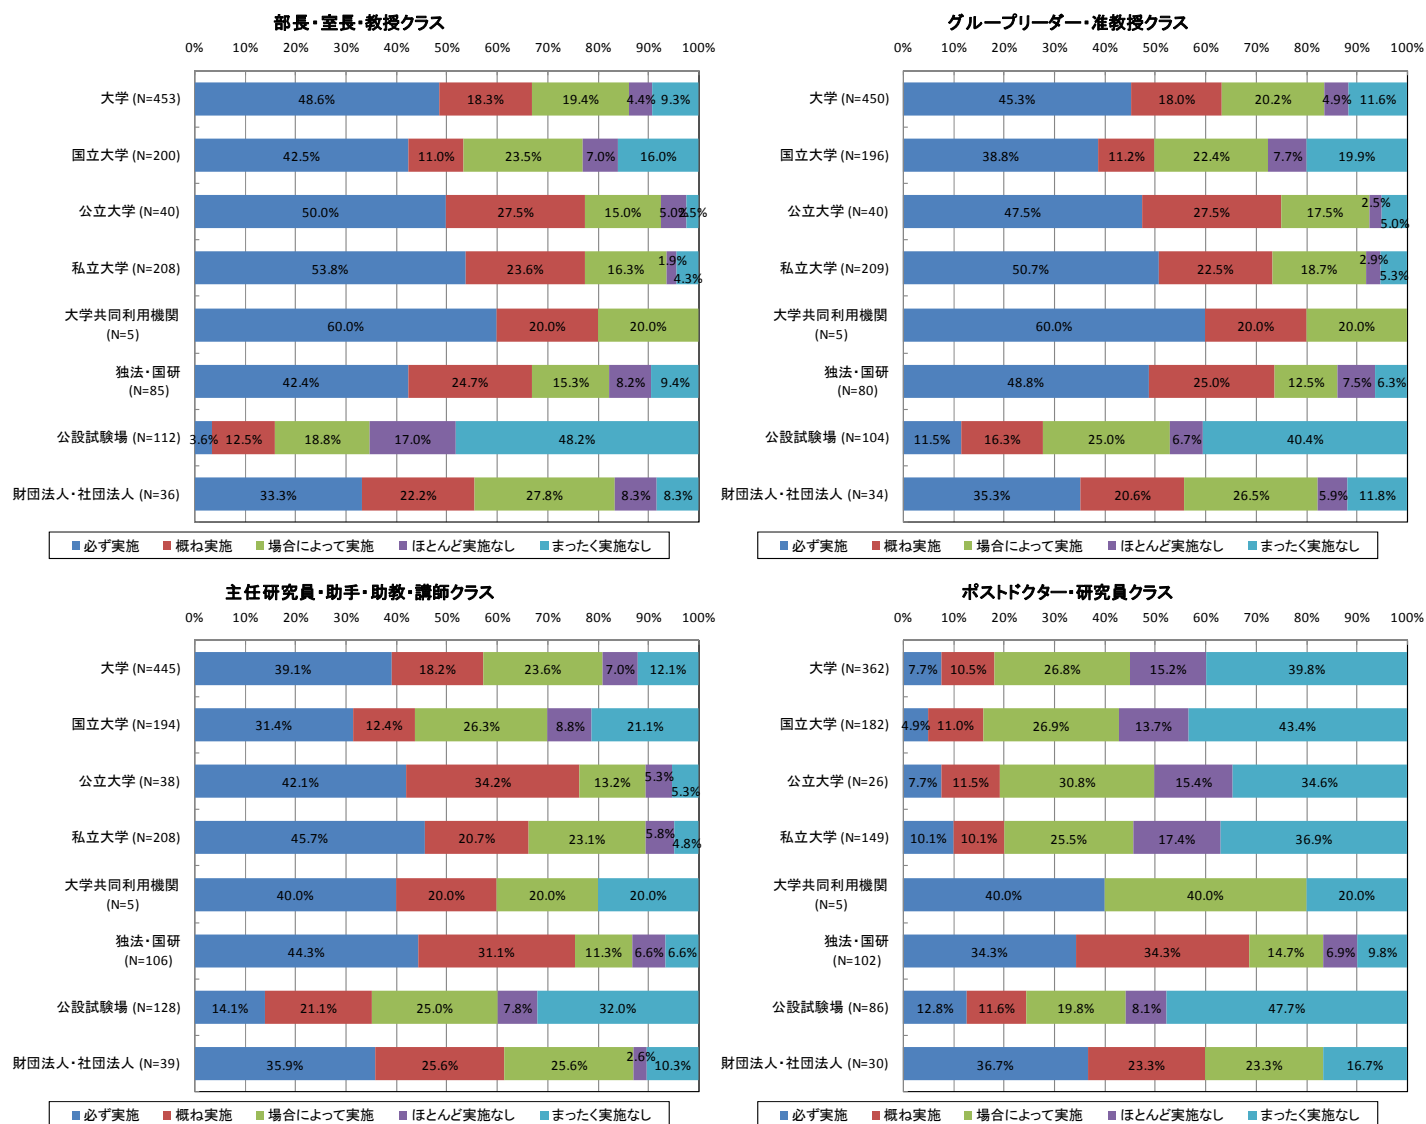 部長・室長・教授クラス
0% 10% 20% 30% 40% 50% 60% 70% 80% 90% 100%
大学 (N=453) 48.6% 18.3% 19.4% 4.4% 9.3%
国立大学 (N=200) 42.5% 11.0% 23.5% 7.0% 16.0%
公立大学 (N=40) 50.0% 27.5% 15.0% 5.0% 2.5%
私立大学 (N=208) 53.8% 23.6% 16.3% 1.9% 4.3%
大学共同利用機関
(N=5) 60.0% 20.0% 20.0%
独法・国研
(N=85) 42.4% 24.7% 15.3% 8.2% 9.4%
公設試験場 (N=112) 3.6% 12.5% 18.8% 17.0% 48.2%
財団法人・社団法人 (N=36) 33.3% 22.2% 27.8% 8.3% 8.3%
必ず実施 概ね実施 場合によって実施 ほとんど実施なし まったく実施なし
グループリーダー・准教授クラス
0% 10% 20% 30% 40% 50% 60% 70% 80% 90% 100%
大学 (N=450) 45.3% 18.0% 20.2% 4.9% 11.6%
国立大学 (N=196) 38.8% 11.2% 22.4% 7.7% 19.9%
公立大学 (N=40) 47.5% 27.5% 17.5% 2.5% 5.0%
私立大学 (N=209) 50.7% 22.5% 18.7% 2.9% 5.3%
大学共同利用機関
(N=5) 60.0% 20.0% 20.0%
独法・国研
(N=80) 48.8% 25.0% 12.5% 7.5% 6.3%
公設試験場 (N=104) 11.5% 16.3% 25.0% 6.7% 40.4%
財団法人・社団法人 (N=34) 35.3% 20.6% 26.5% 5.9% 11.8%
必ず実施 概ね実施 場合によって実施 ほとんど実施なし まったく実施なし
主任研究員・助手・助教・講師クラス
0% 10% 20% 30% 40% 50% 60% 70% 80% 90% 100%
大学 (N=445) 39.1% 18.2% 23.6% 7.0% 12.1%
国立大学 (N=194) 31.4% 12.4% 26.3% 8.8% 21.1%
公立大学 (N=38) 42.1% 34.2% 13.2% 5.3% 5.3%
私立大学 (N=208) 45.7% 20.7% 23.1% 5.8% 4.8%
大学共同利用機関
(N=5) 40.0% 20.0% 20.0% 20.0%
独法・国研
(N=106) 44.3% 31.1% 11.3% 6.6% 6.6%
公設試験場 (N=128) 14.1% 21.1% 25.0% 7.8% 32.0%
財団法人・社団法人 (N=39) 35.9% 25.6% 25.6% 2.6% 10.3%
必ず実施 概ね実施 場合によって実施 ほとんど実施なし まったく実施なし
ポストドクター・研究員クラス
0% 10% 20% 30% 40% 50% 60% 70% 80% 90% 100%
大学 (N=362) 7.7% 10.5% 26.8% 15.2% 39.8%
国立大学 (N=182) 4.9% 11.0% 26.9% 13.7% 43.4%
公立大学 (N=26) 7.7% 11.5% 30.8% 15.4% 34.6%
私立大学 (N=149) 10.1% 10.1% 25.5% 17.4% 36.9%
大学共同利用機関
(N=5) 40.0% 40.0% 20.0%
独法・国研
(N=102) 34.3% 34.3% 14.7% 6.9% 9.8%
公設試験場 (N=86) 12.8% 11.6% 19.8% 8.1% 47.7%
財団法人・社団法人 (N=30) 36.7% 23.3% 23.3% 16.7%
必ず実施 概ね実施 場合によって実施 ほとんど実施なし まったく実施なし